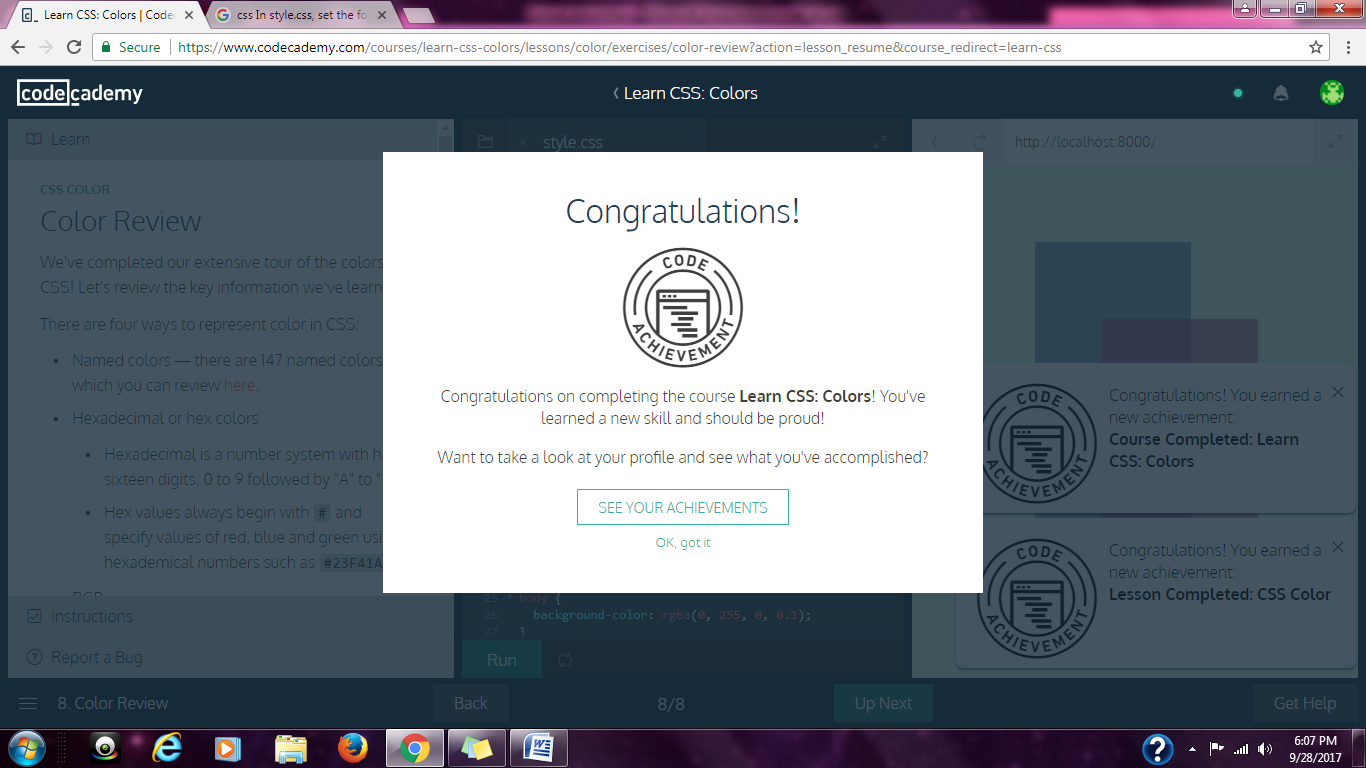 Learn CSS: Colors | Codec
css In style.css, set the fo
Secure
https://www.codecademy.com/courses/learn-css-colors/lessons/color/exercises/color-review?action=lesson_resume&course_redirect=learn-css
codecademy
Learn CSS: Colors
Learn
style.css
http://localhost:8000/
CSS COLOR
Color Review
We've completed our extensive tour of the colors
CSS! Let's review the key information we've learn
There are four ways to represent color in CSS:
• Named colors — there are 147 named colors
which you can review here.
• Hexadecimal or hex colors
• Hexadecimal is a number system with h
sixteen digits, 0 to 9 followed by "A" to "
• Hex values always begin with # and
specify values of red, blue and green usi
hexademical numbers such as #23F41A
Instructions
Report a Bug
Congratulations!
CODE
ACHIEVEMENT
Congratulations on completing the course Learn CSS: Colors! You've
learned a new skill and should be proud!
Want to take a look at your profile and see what you've accomplished?
SEE YOUR ACHIEVEMENTS
OK, got it
25 body {
26 background-color: rgba(0, 255, 0, 0.1);
27 }
Run
CODE
ACHIEVEMENT
Congratulations! You earned a
new achievement:
Course Completed: Learn
CSS: Colors
CODE
ACHIEVEMENT
Congratulations! You earned a
new achievement:
Lesson Completed: CSS Color
8. Color Review
Back
8/8
Up Next
Get Help
6:07 PM
9/28/2017